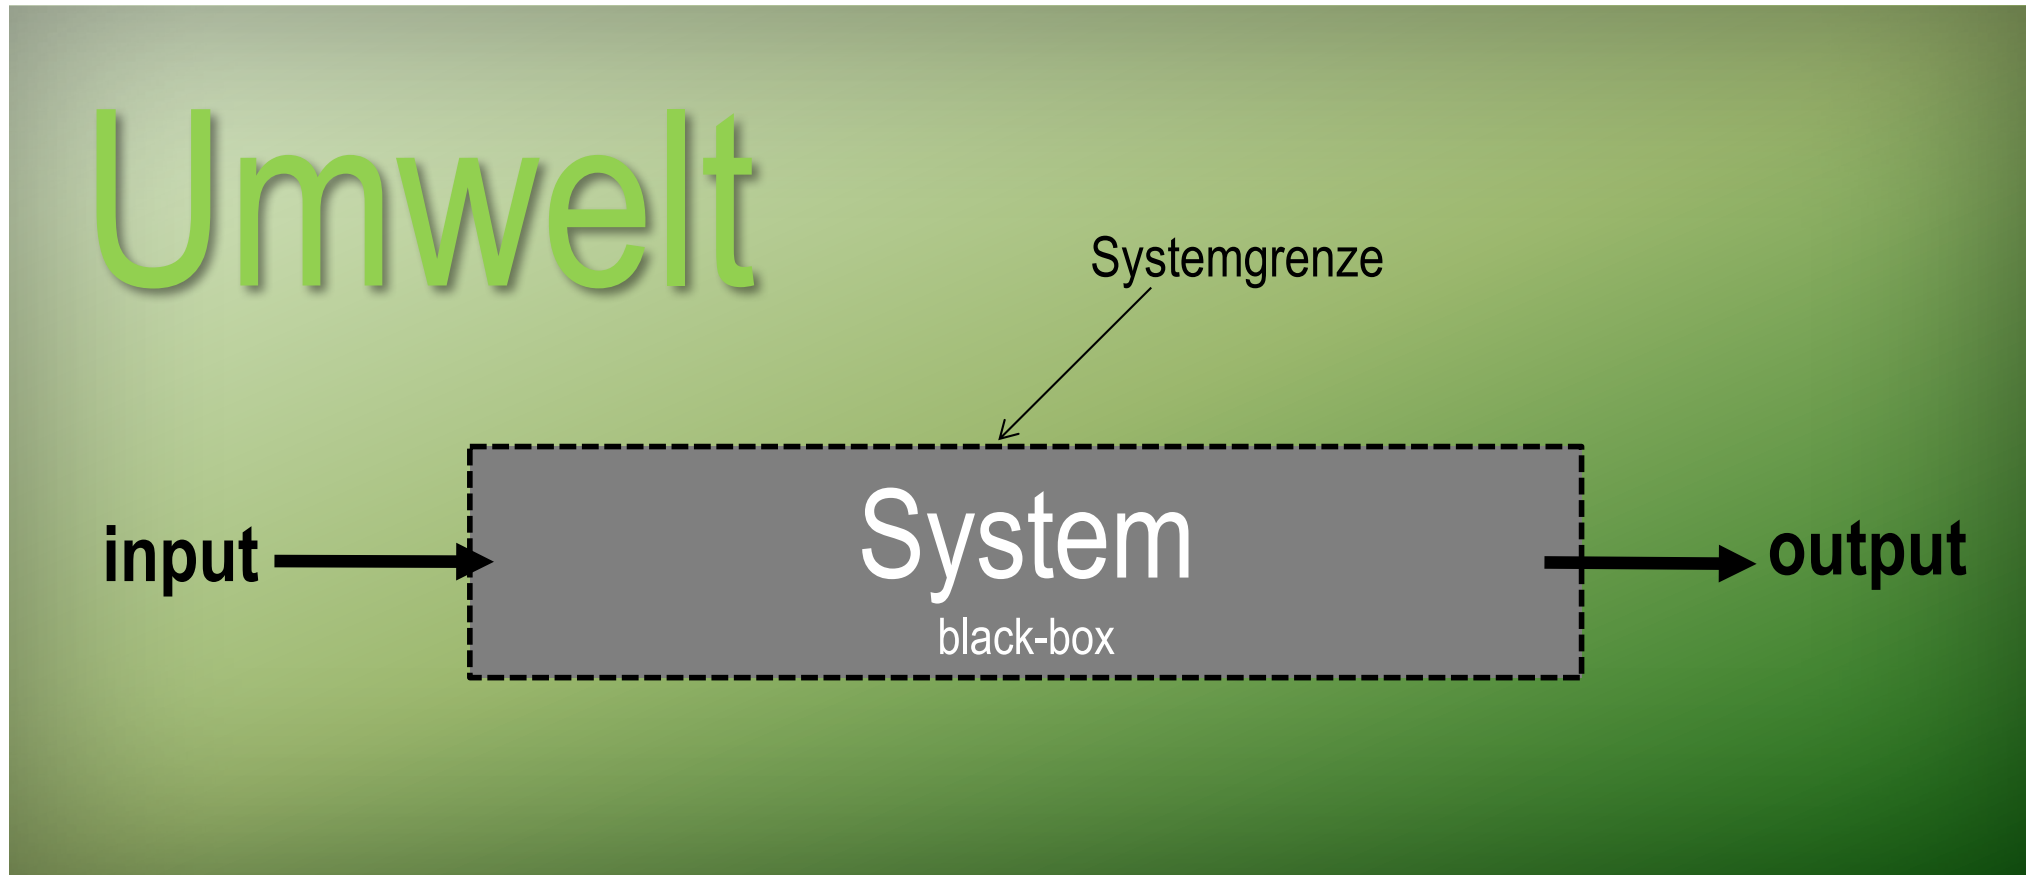 Umwelt
Systemgrenze
input
System
output
black-box